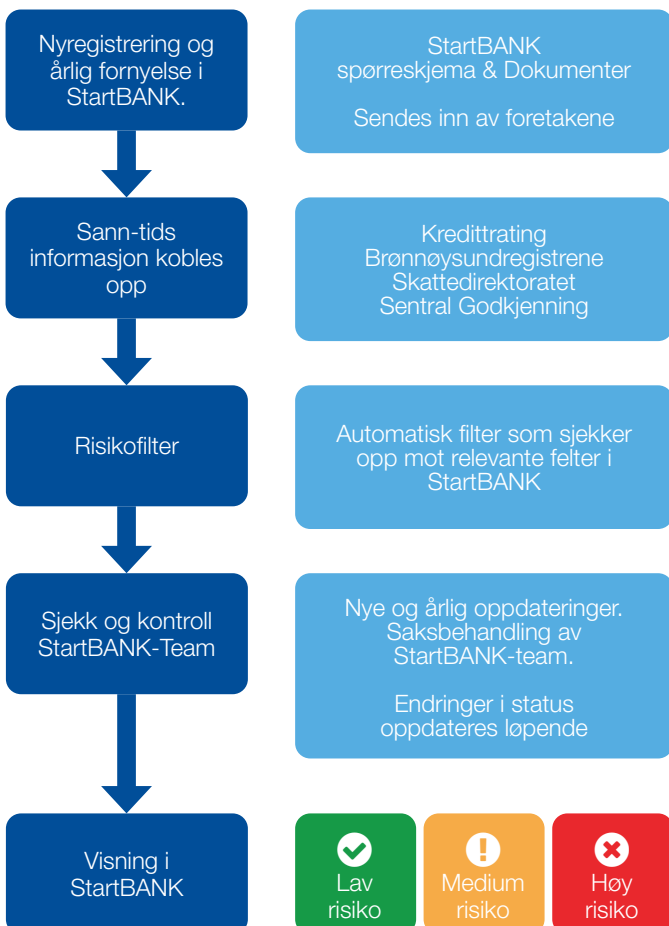 Nyregistrering og
årlig fornyelse i
StartBANK.
StartBANK
spørreskjema & Dokumenter
Sendes inn av foretakene
Sann-tids
informasjon kobles
opp
Kredittrating
Brønnøysundregistrene
Skattedirektoratet
Sentral Godkjenning
Risikofilter
Automatisk filter som sjekker
opp mot relevante felter i
StartBANK
Sjekk og kontroll
StartBANK-Team
Nye og årlig oppdateringer.
Saksbehandling av
StartBANK-team.
Endringer i status
oppdateres løpende
Visning i
StartBANK
Lav
risiko
Medium
risiko
Høy
risiko